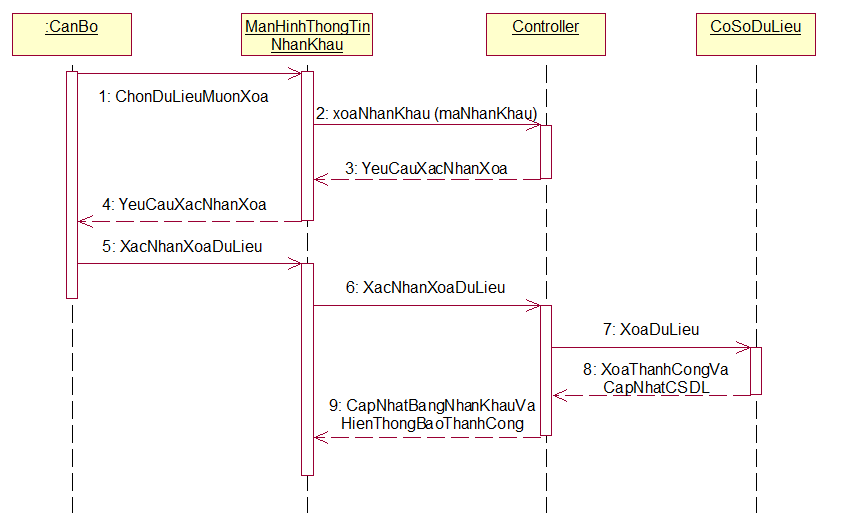 :CanBo
ManHinhThongTin
NhanKhau
Controller
CoSoDuLieu
1: ChonDuLieuMuonXoa
2: xoaNhanKhau (maNhanKhau)
3: YeuCauXacNhanXoa
4: YeuCauXacNhanXoa
5: XacNhanXoaDuLieu
6: XacNhanXoaDuLieu
7: XoaDuLieu
8: XoaThanhCongVa
CapNhatCSDL
9: CapNhatBangNhanKhauVa
HienThongBaoThanhCong